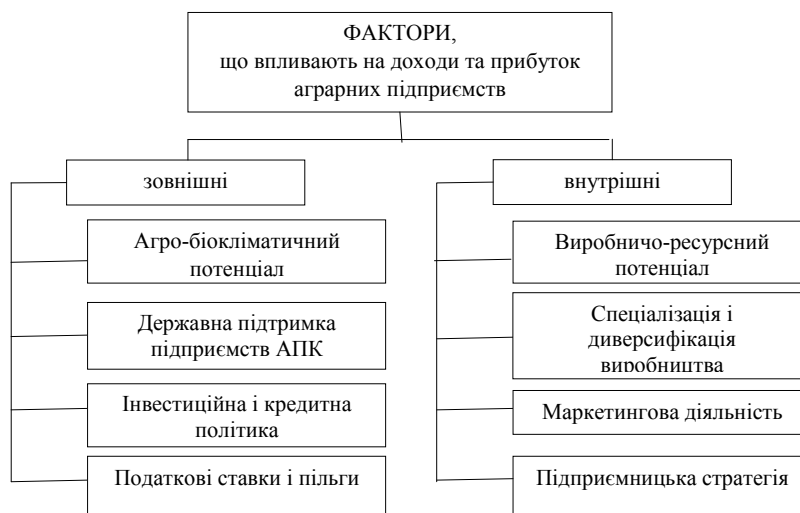 ФАКТОРИ,
що впливають на доходи та прибуток
аграрних підприємств
зовнішні
Агро-біокліматичний
потенціал
Державна підтримка
підприємств АПК
Інвестиційна і кредитна
політика
Податкові ставки і пільги
внутрішні
Виробничо-ресурсний
потенціал
Спеціалізація і
диверсифікація
виробництва
Маркетингова діяльність
Підприємницька стратегія